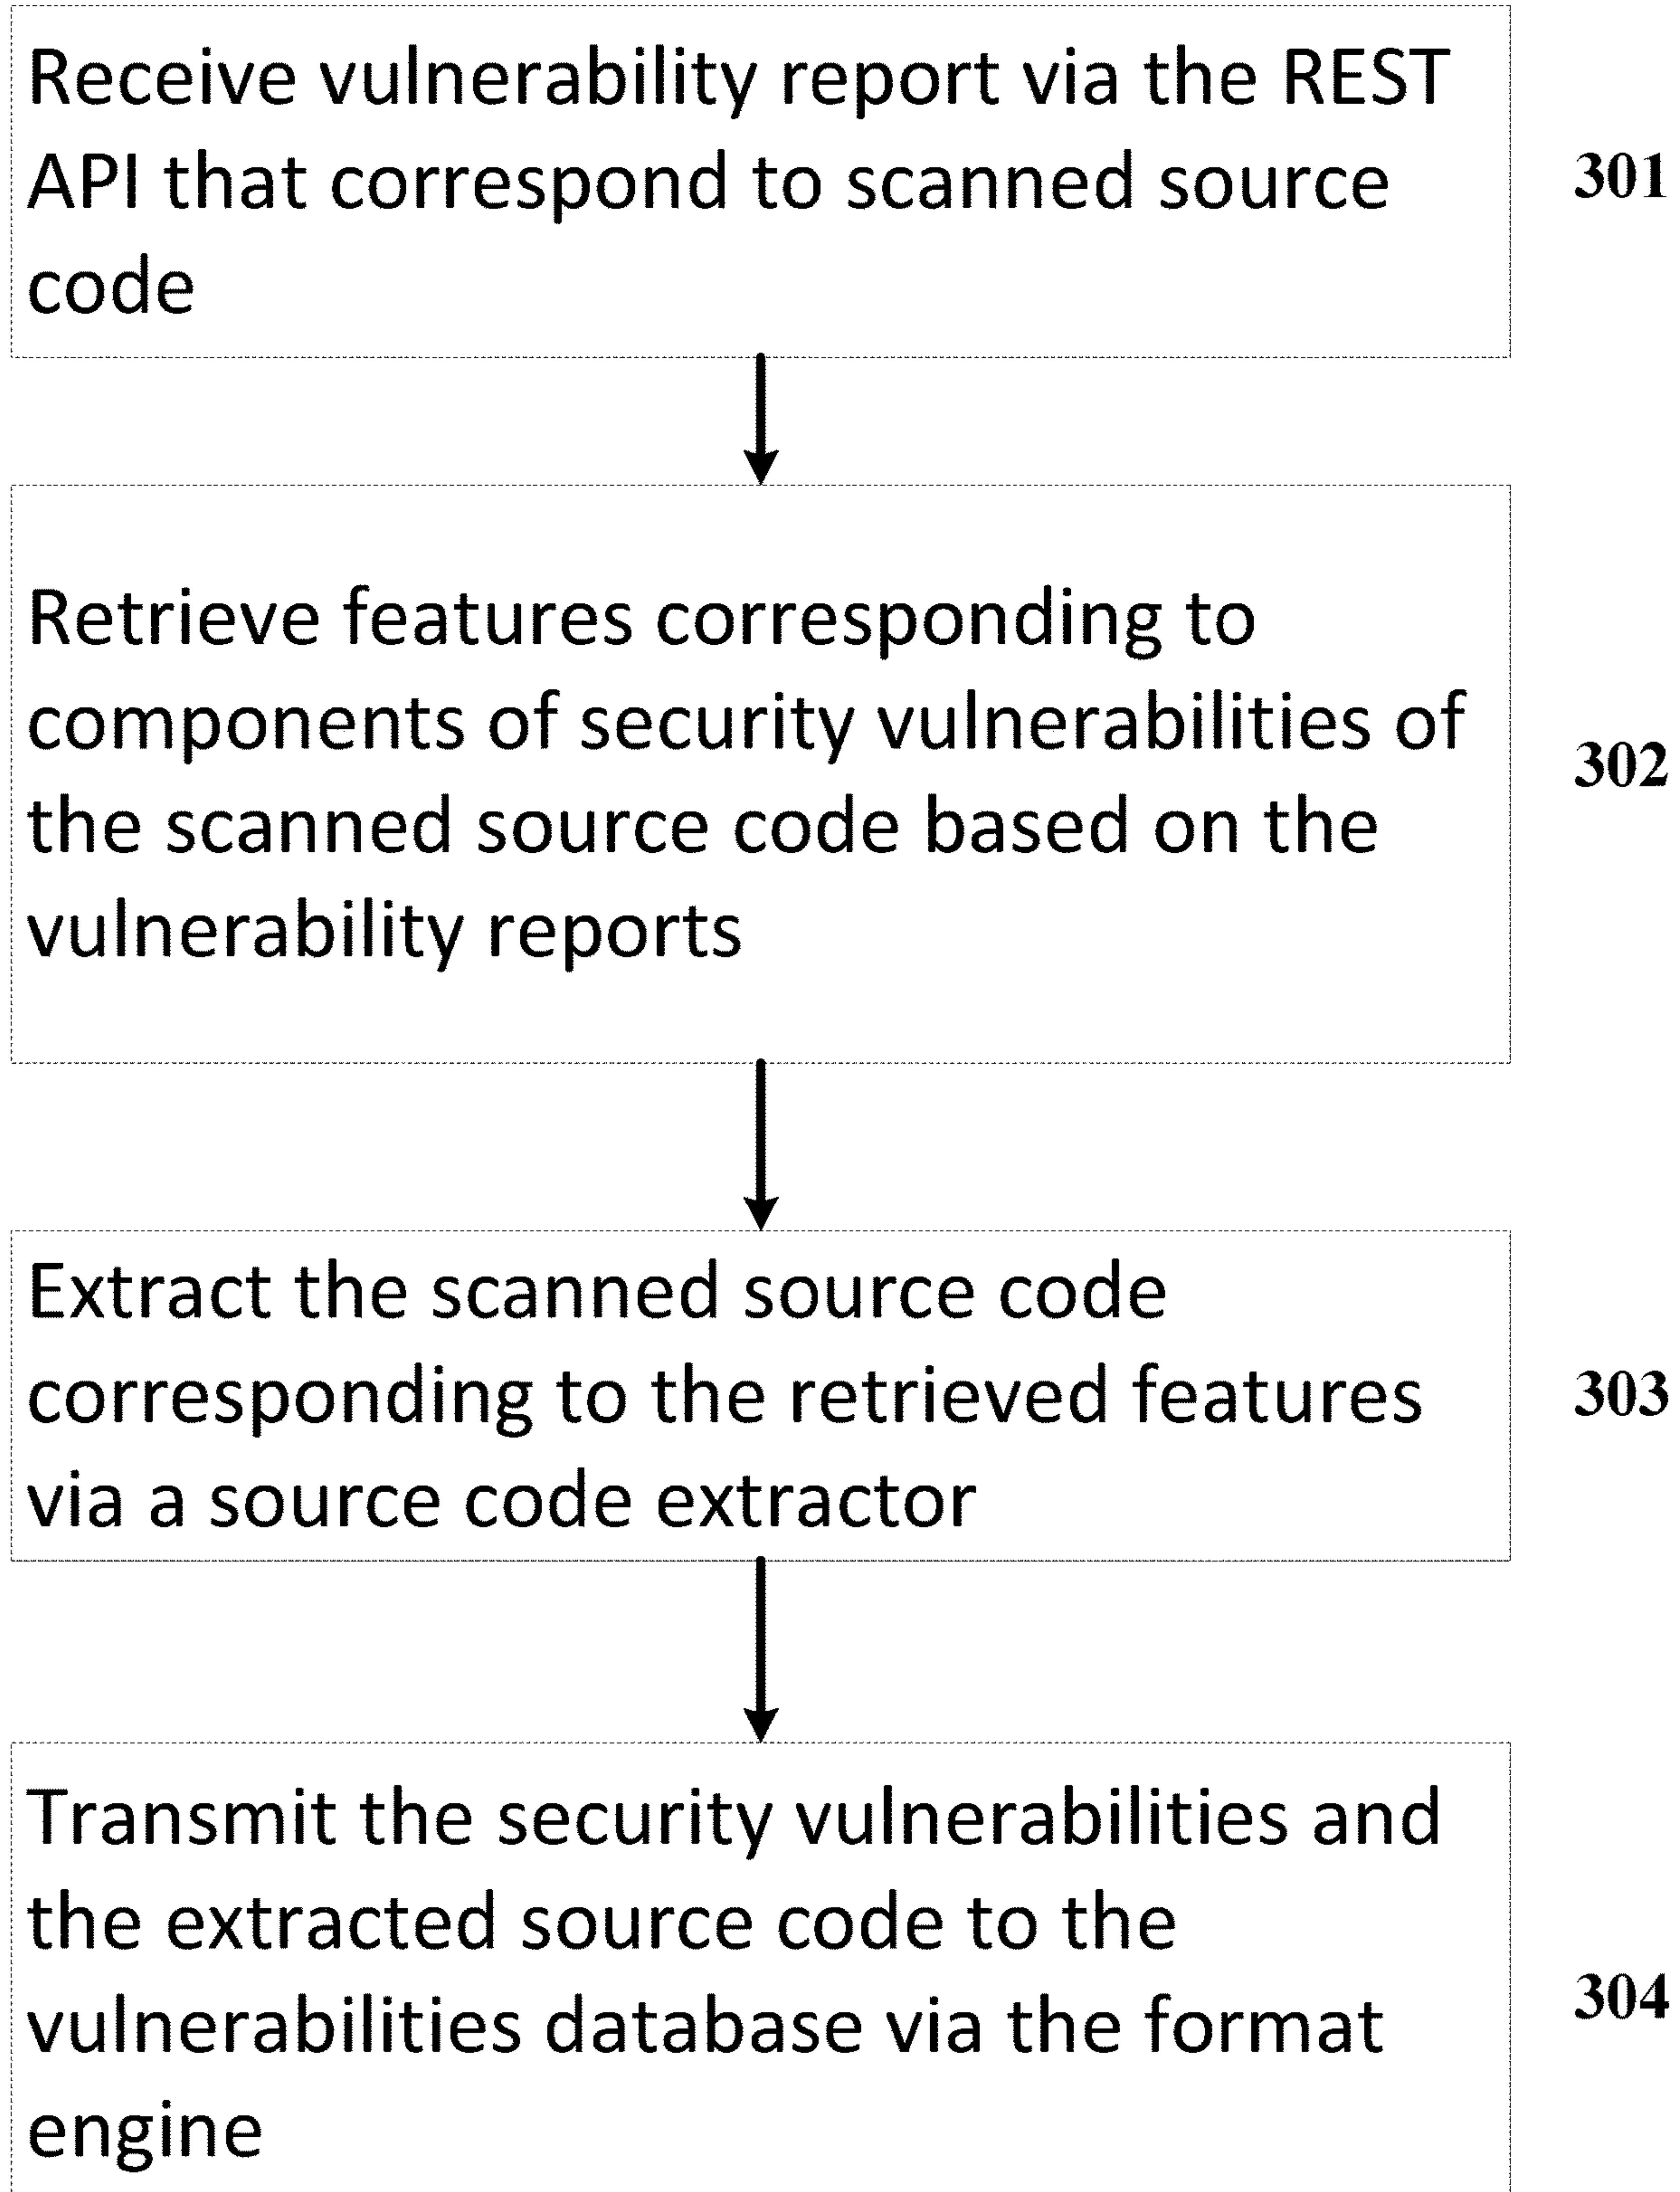 Receive vulnerability report via the REST
API that correspond to scanned source
code
301
Retrieve features corresponding to
components of security vulnerabilities of
the scanned source code based on the
vulnerability reports
302
Extract the scanned source code
corresponding to the retrieved features
via a source code extractor
303
Transmit the security vulnerabilities and
the extracted source code to the
vulnerabilities database via the format
engine
304